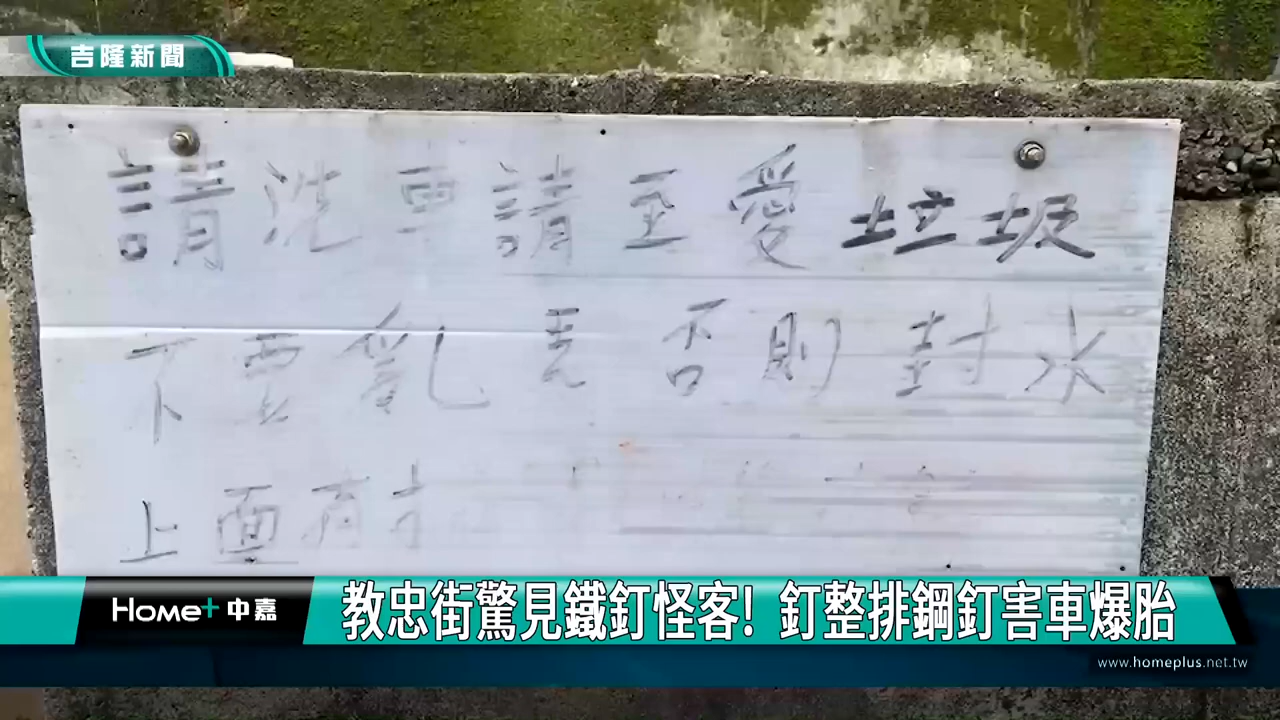 吉隆新聞
請洗車請至愛垃圾
不要亂丟否則封水
上面有
Home+中嘉
教忠街驚見鐵釘怪客! 釘整排鋼釘害車爆胎
www.homeplus.net.tw